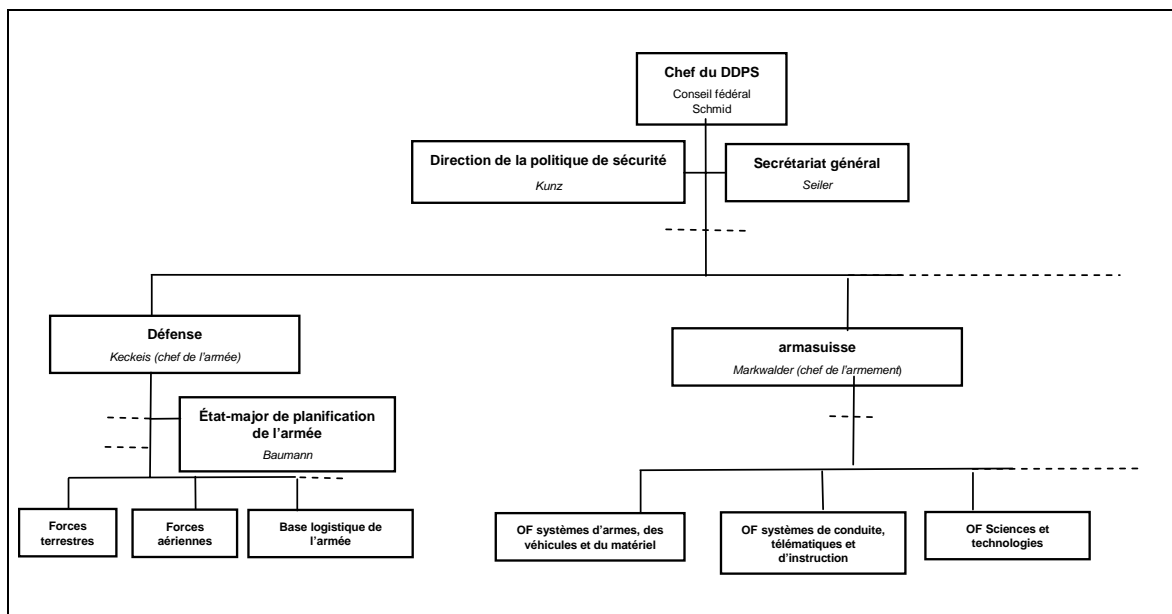 Chef du DDPS
Conseil fédéral
Schmid
Direction de la politique de sécurité
Kunz
Secrétariat général
Seiler
Défense
Keckeis (chef de l'armée)
armasuisse
Markwalder (chef de l'armement)
État-major de planification
de l'armée
Baumann
Forces
terrestres
Forces
aériennes
Base logistique de
l'armée
OF systèmes d'armes, des
véhicules et du matériel
OF systèmes de conduite,
télématiques et
d'instruction
OF Sciences et
technologies